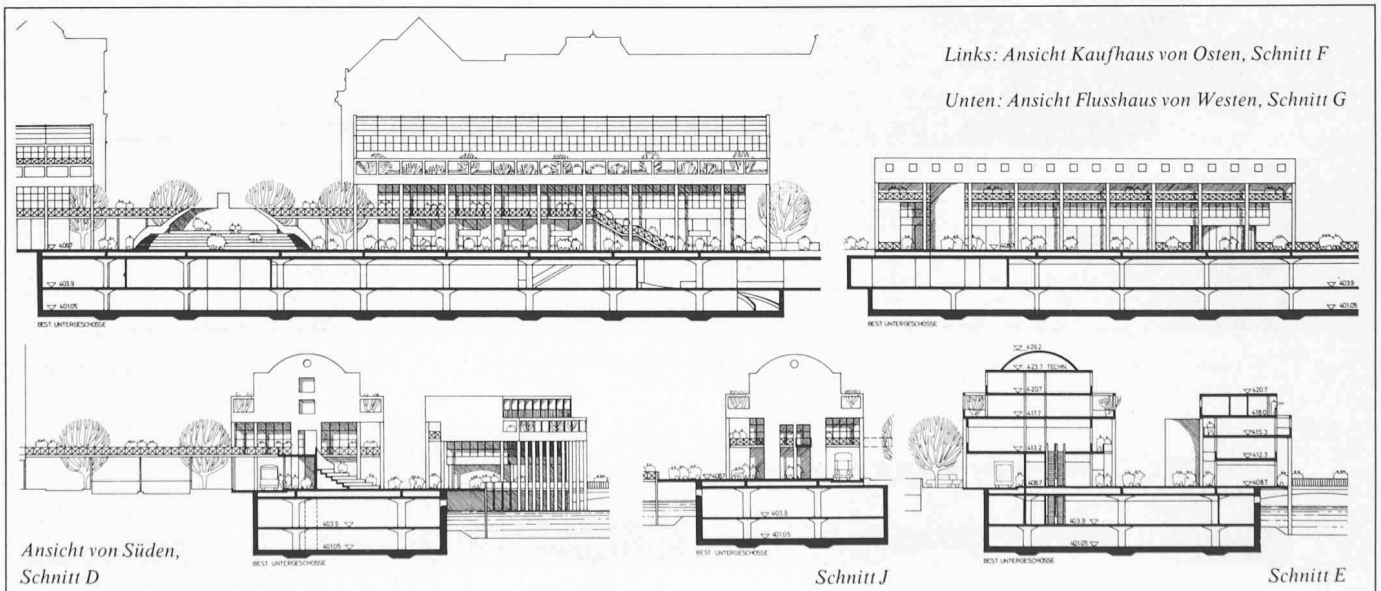 Links: Ansicht Kaufhaus von Osten, Schnitt F
Unten: Ansicht Flusshaus von Westen, Schnitt G
403.9
401.05
BEST UNTERGESCHOSSE
403.9
401.05
BEST UNTERGESCHOSSE
Ansicht von Süden,
Schnitt D
403.9
401.05
BEST UNTERGESCHOSSE
408.7
403.9
401.05
BEST UNTERGESCHOSSE
Schnitt J
426.2
423.7 TECHN.
420.7
417.7
413.2
408.7
403.9
401.05
BEST UNTERGESCHOSSE
420.7
418.0
415.3
412.3
408.7
Schnitt E